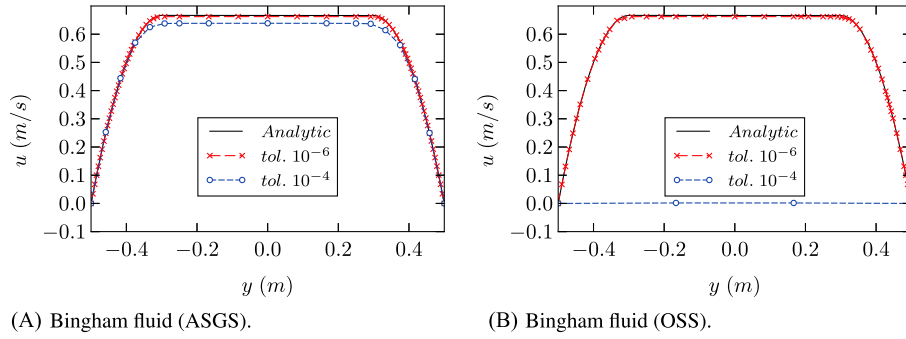 0.6
0.5
0.4
0.3
0.2
0.1
0.0
−0.1
u (m/s)
Analytic
tol. 10⁻⁶
tol. 10⁻⁴
−0.4 −0.2 0.0 0.2 0.4
y (m)
(A) Bingham fluid (ASGS).
0.6
0.5
0.4
0.3
0.2
0.1
0.0
−0.1
u (m/s)
Analytic
tol. 10⁻⁶
tol. 10⁻⁴
−0.4 −0.2 0.0 0.2 0.4
y (m)
(B) Bingham fluid (OSS).